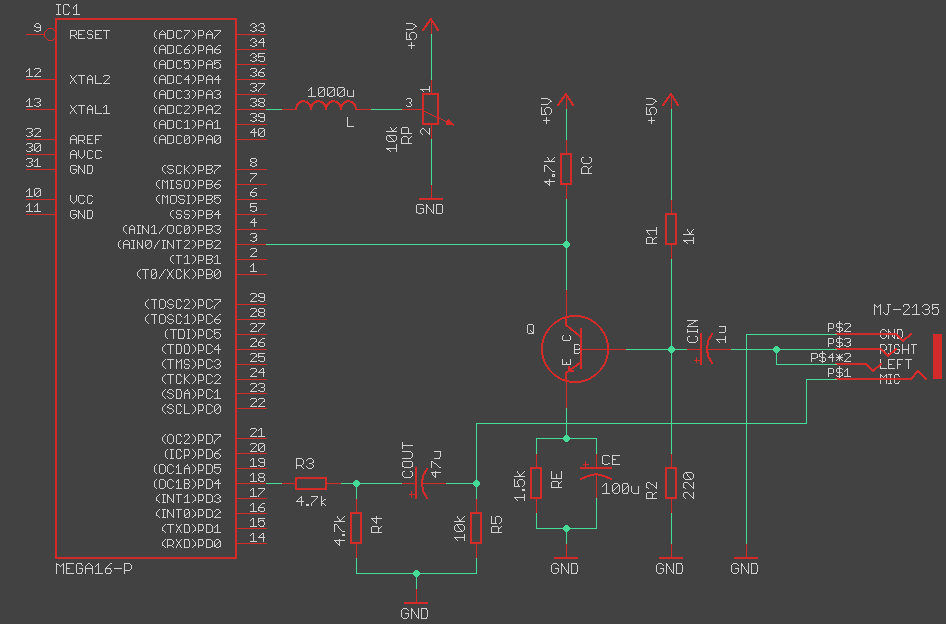 IC1
9 RESET
12 XTAL2
13 XTAL1
32 AREF
30 AVCC
31 GND
10 VCC
11 GND
(ADC7)PA7 33
(ADC6)PA6 34
(ADC5)PA5 35
(ADC4)PA4 36
(ADC3)PA3 37
(ADC2)PA2 38
(ADC1)PA1 39
(ADC0)PA0 40
(SCK)PB7 8
(MISO)PB6 7
(MOSI)PB5 6
(SS)PB4 5
(AIN1/OC0)PB3 4
(AIN0/INT2)PB2 3
(T1)PB1 2
(T0/XCK)PB0 1
(TOSC2)PC7 29
(TOSC1)PC6 28
(TDI)PC5 27
(TDO)PC4 26
(TMS)PC3 25
(TCK)PC2 24
(SDA)PC1 23
(SCL)PC0 22
(OC2)PD7 21
(ICP)PD6 20
(OC1A)PD5 19
(OC1B)PD4 18
(INT1)PD3 17
(INT0)PD2 16
(TXD)PD1 15
(RXD)PD0 14
MEGA16-P
1000u
L
+5V
1
3
2
10k
RP
GND
+5V
4.7k
RC
+5V
R1
1k
Q
C
B
E
CIN
1u
MJ-2135
P$2 GND
P$3 RIGHT
P$4*2 LEFT
P$1 MIC
R3
4.7k
COUT
47u
4.7k
R4
10k
R5
GND
1.5k
RE
CE
100u
GND
R2
220
GND
GND